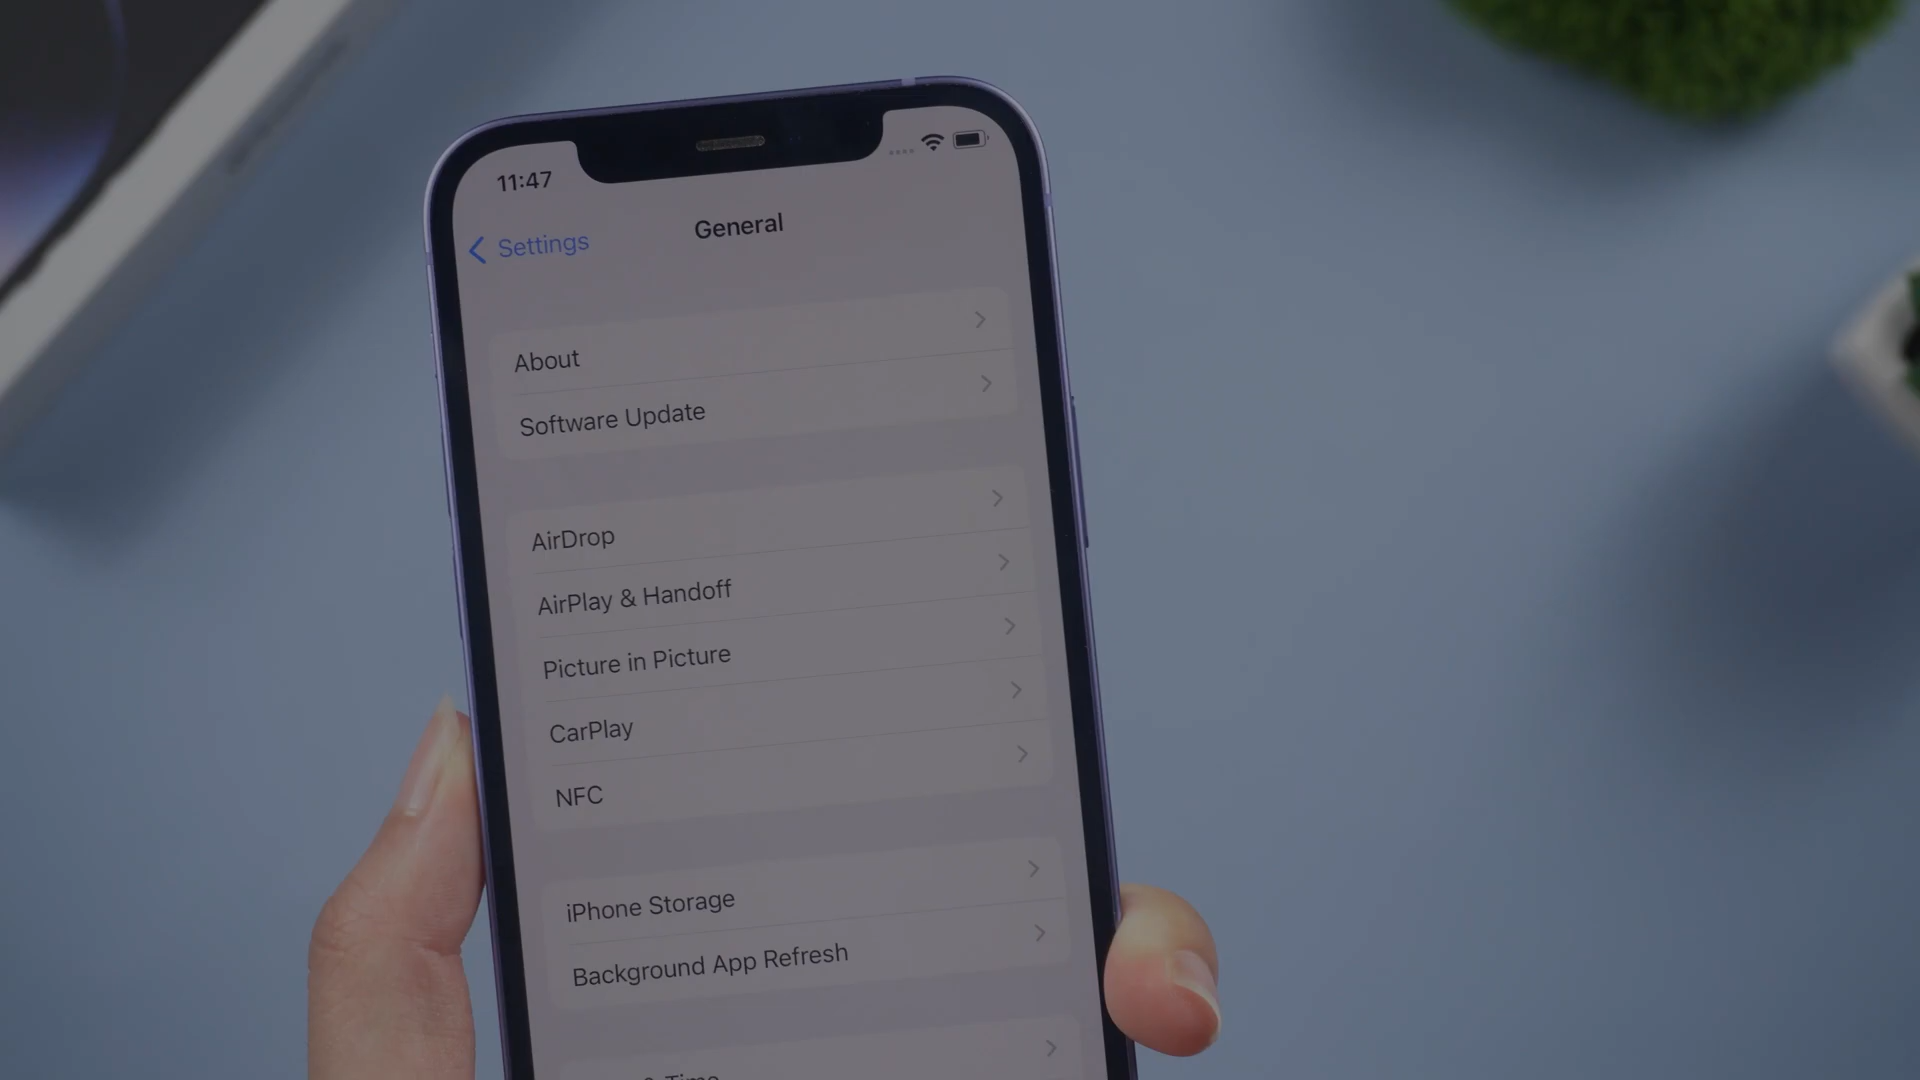 11:47
Settings
General
About
Software Update
AirDrop
AirPlay & Handoff
Picture in Picture
CarPlay
NFC
iPhone Storage
Background App Refresh
& Time